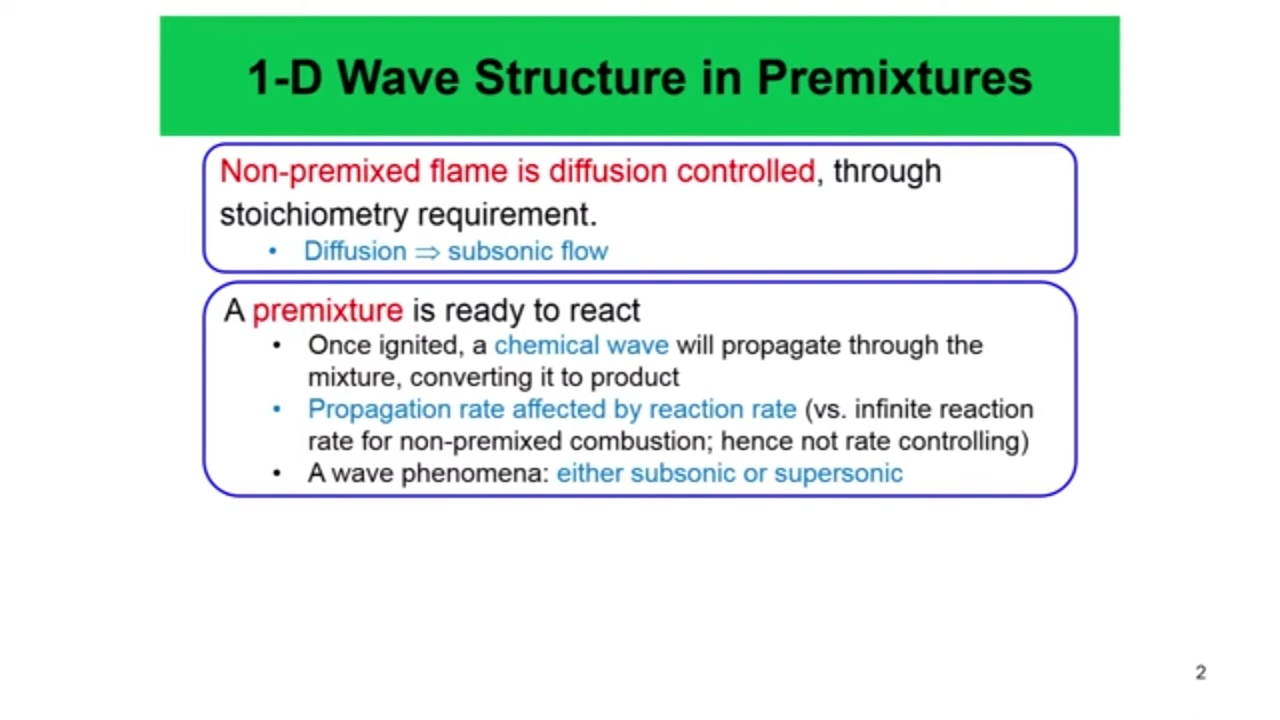 1-D Wave Structure in Premixtures
Non-premixed flame is diffusion controlled, through
stoichiometry requirement.
• Diffusion ⇒ subsonic flow
A premixture is ready to react
• Once ignited, a chemical wave will propagate through the
mixture, converting it to product
• Propagation rate affected by reaction rate (vs. infinite reaction
rate for non-premixed combustion; hence not rate controlling)
• A wave phenomena: either subsonic or supersonic
2